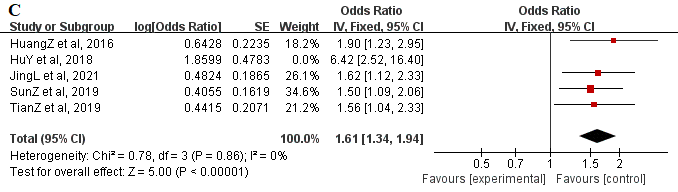 C
Odds Ratio Odds Ratio
Study or Subgroup log[Odds Ratio] SE Weight IV, Fixed, 95% CI IV, Fixed, 95% CI
HuangZ et al, 2016 0.6428 0.2235 18.2% 1.90 [1.23, 2.95]
HuY et al, 2018 1.8599 0.4783 0.0% 6.42 [2.52, 16.40]
JingL et al, 2021 0.4824 0.1865 26.1% 1.62 [1.12, 2.33]
SunZ et al, 2019 0.4055 0.1619 34.6% 1.50 [1.09, 2.06]
TianZ et al, 2019 0.4415 0.2071 21.2% 1.56 [1.04, 2.33]
Total (95% CI) 100.0% 1.61 [1.34, 1.94]
Heterogeneity: Chi² = 0.78, df = 3 (P = 0.86); I² = 0%
Test for overall effect: Z = 5.00 (P < 0.00001)
0.5 0.7 1 1.5 2
Favours [experimental] Favours [control]